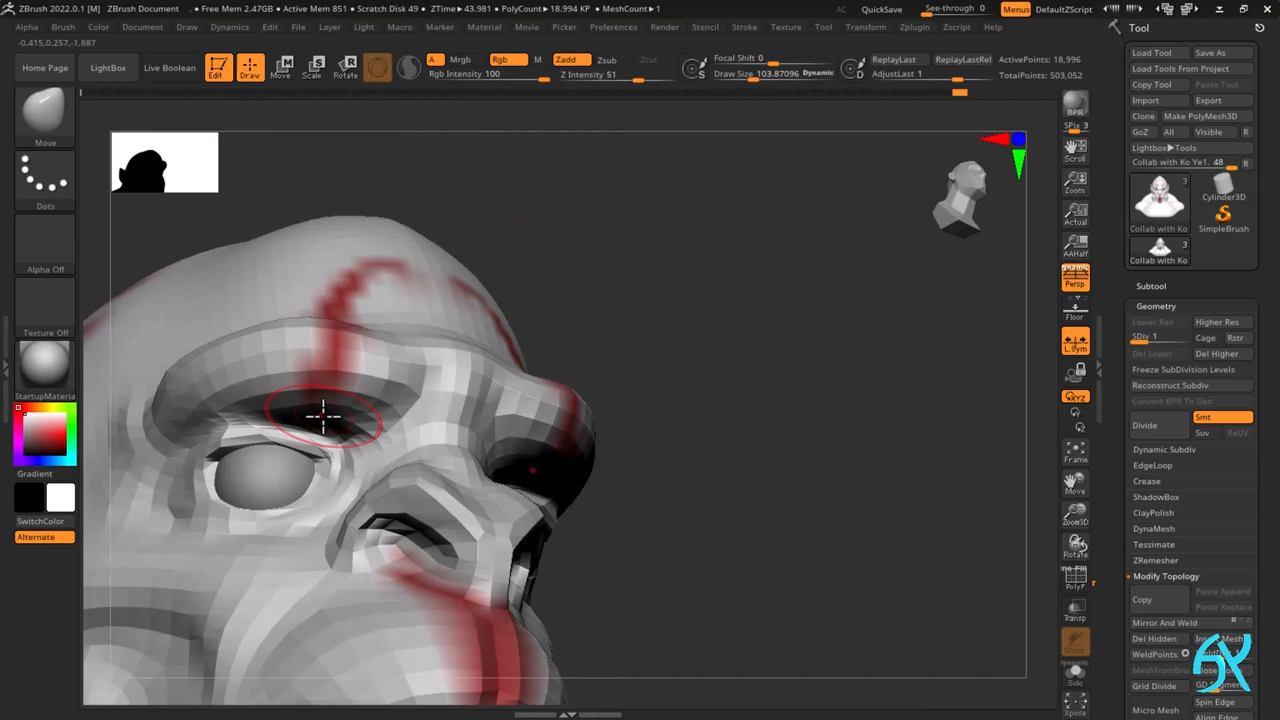 ZBrush 2022.0.1 [M]   ZBrush Document   . ● Free Mem 2.47GB ● Active Mem 851 ● Scratch Disk 49 ● ZTime▸43.981 ● PolyCount▸18.994 KP ● MeshCount▸1   AC   QuickSave   See-through 0   Menus   DefaultZScript
Alpha Brush Color Document Draw Dynamics Edit File Layer Light Macro Marker Material Movie Picker Preferences Render Stencil Stroke Texture Tool Transform Zplugin Zscript Help
-0.415,0.257,-1.887
Home Page
LightBox
Live Boolean
Edit
Draw
Move
Scale
Rotate
A
Mrgb
Rgb
M
Rgb Intensity 100
Zadd
Zsub
Zcut
Z Intensity 51
S
Focal Shift 0
Draw Size 103.87096 Dynamic
D
ReplayLast
ReplayLastRel
AdjustLast 1
ActivePoints: 18,996
TotalPoints: 503,052
Move
Dots
Alpha Off
Texture Off
StartupMateria
Gradient
SwitchColor
Alternate
BPR
SPix 3
Scroll
Zoom
Actual
AAHalf
Dynamic
Persp
Floor
L.Sym
XYZ
Y
Z
Frame
Move
Zoom3D
Rotate
PolyF
Transp
Ghost
Dynamic
Solo
Xpose
Tool
Load Tool
Save As
Load Tools From Project
Copy Tool
Paste Tool
Import
Export
Clone
Make PolyMesh3D
GoZ
All
Visible
R
Lightbox▸Tools
Collab with Ko Ye1. 48
R
3
Collab with Ko
Cylinder3D
SimpleBrush
3
Collab with Ko
Subtool
Geometry
Lower Res
Higher Res
SDiv 1
Cage
Rstr
Del Lower
Del Higher
Freeze SubDivision Levels
Reconstruct Subdiv
Convert BPR To Geo
Divide
Smt
Suv
ReUV
Dynamic Subdiv
EdgeLoop
Crease
ShadowBox
ClayPolish
DynaMesh
Tessimate
ZRemesher
Modify Topology
Copy
Paste Append
Paste Replace
Mirror And Weld
Del Hidden
WeldPoints
MeshFromBru
Grid Divide
Spin Edge
Micro Mesh